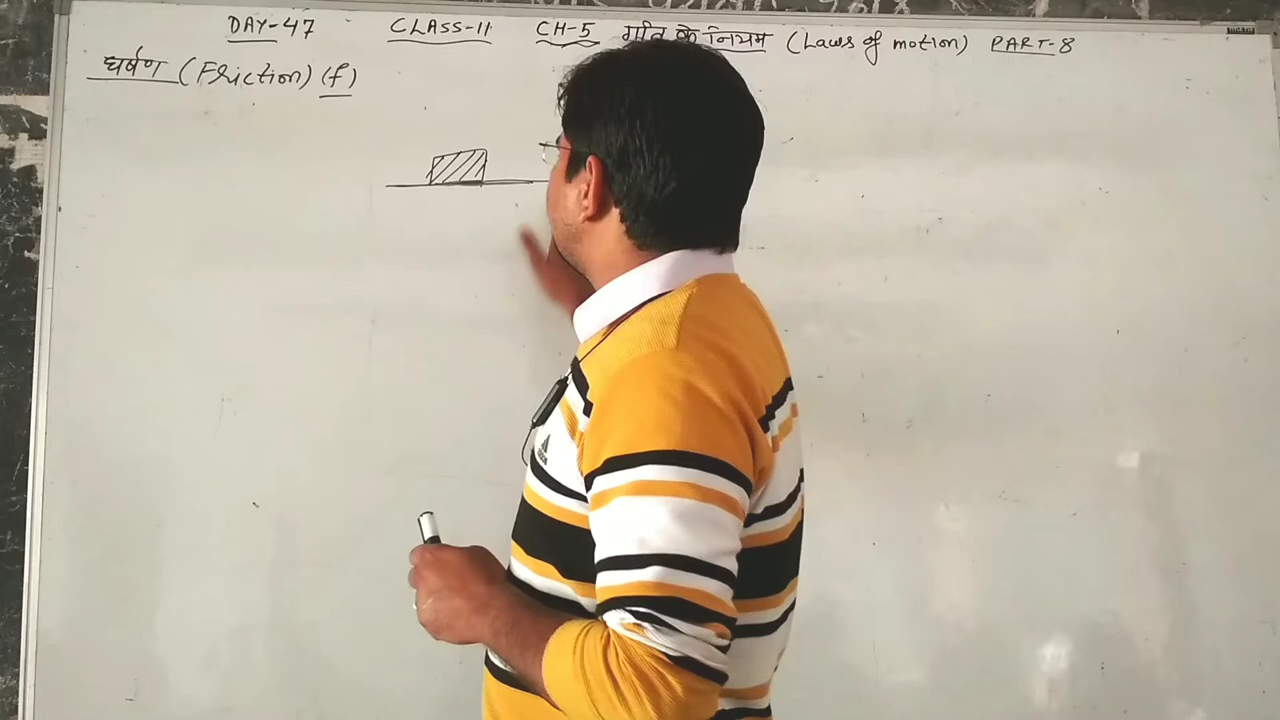 DAY-47 CLASS-11 CH-5 गति के नियम (Laws of motion) PART-8
घर्षण (Friction) (f)